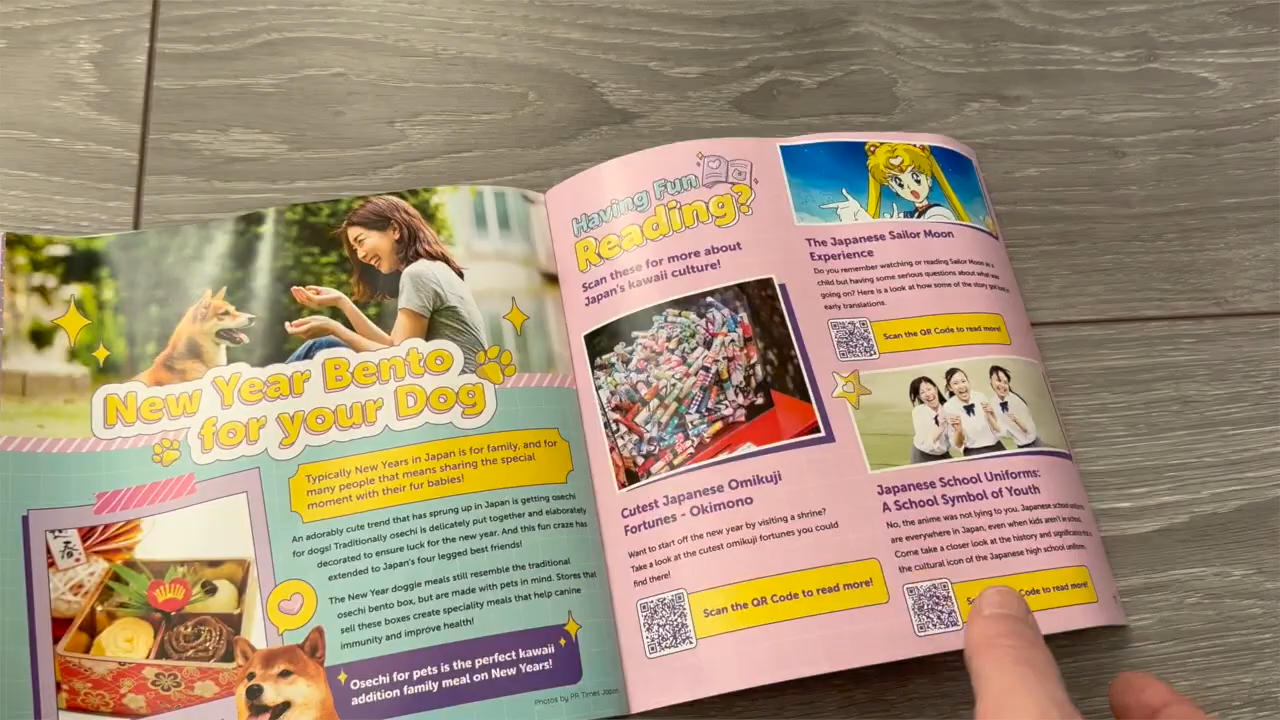 New Year Bento
for your Dog
Typically New Years in Japan is for family, and for
many people that means sharing the special
moment with their fur babies!
An adorably cute trend that has sprung up in Japan is getting osechi
for dogs! Traditionally osechi is delicately put together and elaborately
decorated to ensure luck for the new year. And this fun craze has
extended to Japan's four legged best friends!
The New Year doggie meals still resemble the traditional
osechi bento box, but are made with pets in mind. Stores that
sell these boxes create speciality meals that help canine
immunity and improve health!
春
Osechi for pets is the perfect kawaii
addition family meal on New Years!
Photos by PR Times Japan
Having Fun
Reading?
Scan these for more about
Japan's kawaii culture!
Cutest Japanese Omikuji
Fortunes - Okimono
Want to start off the new year by visiting a shrine?
Take a look at the cutest omikuji fortunes you could
find there!
Scan the QR Code to read more!
The Japanese Sailor Moon
Experience
Do you remember watching or reading Sailor Moon as a
child but having some serious questions about what was
going on? Here is a look at how some of the story got lost in
early translations.
Scan the QR Code to read more!
Japanese School Uniforms:
A School Symbol of Youth
No, the anime was not lying to you, Japanese school uniforms
are everywhere in Japan, even when kids aren't in school.
Come take a closer look at the history and significance
the cultural icon of the Japanese high school uniform.
Code to read more!